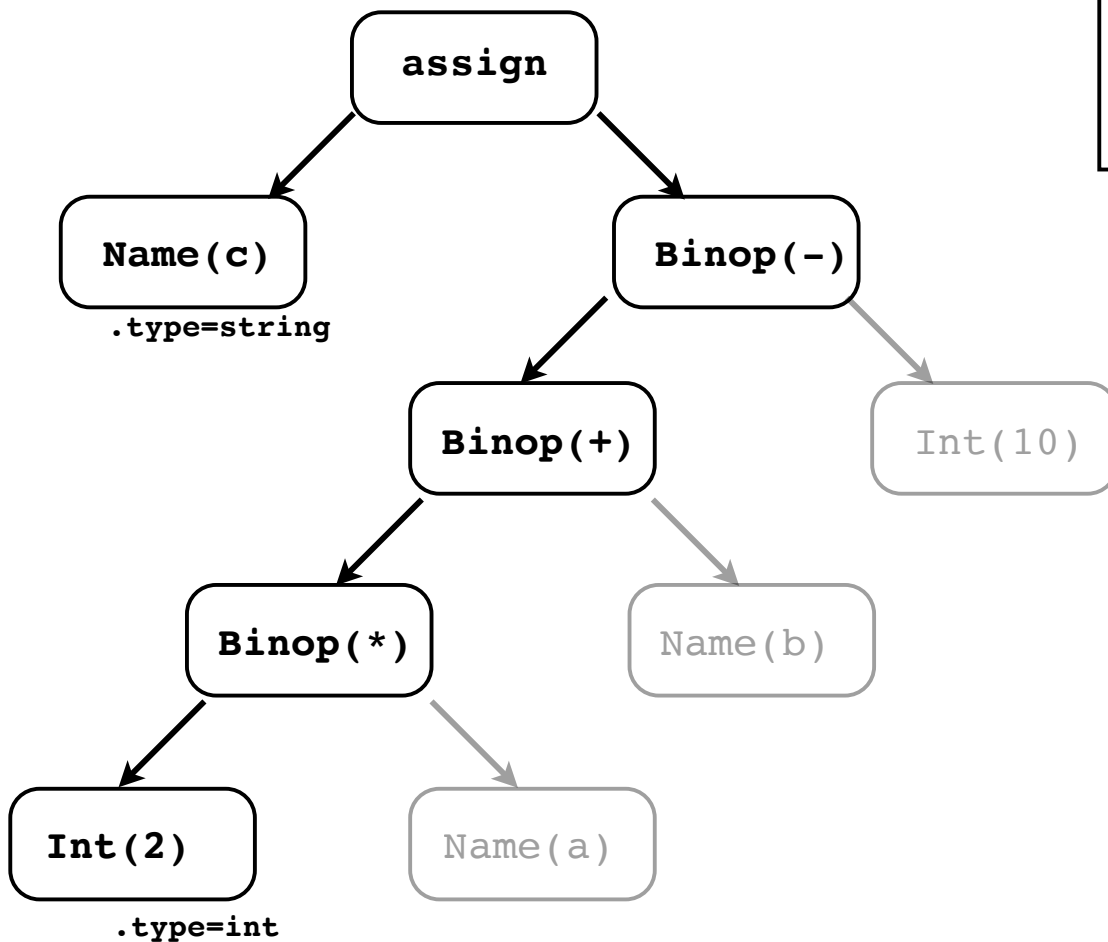 assign
Name(c)
Binop(-)
.type=string
Binop(+)
Int(10)
Binop(*)
Name(b)
Int(2)
Name(a)
.type=int